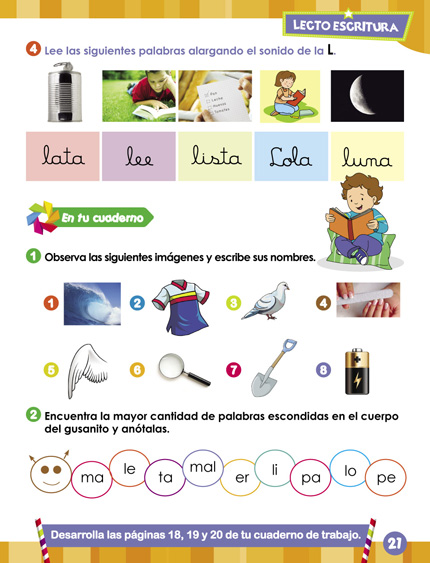 LECTO ESCRITURA
4 Lee las siguientes palabras alargando el sonido de la L.
lata lee lista Lola luna
En tu cuaderno
1 Observa las siguientes imágenes y escribe sus nombres.
1 2 3 4
5 6 7 8
2 Encuentra la mayor cantidad de palabras escondidas en el cuerpo
del gusanito y anótalas.
ma le ta mal er li pa lo pe
Desarrolla las páginas 18, 19 y 20 de tu cuaderno de trabajo.
21